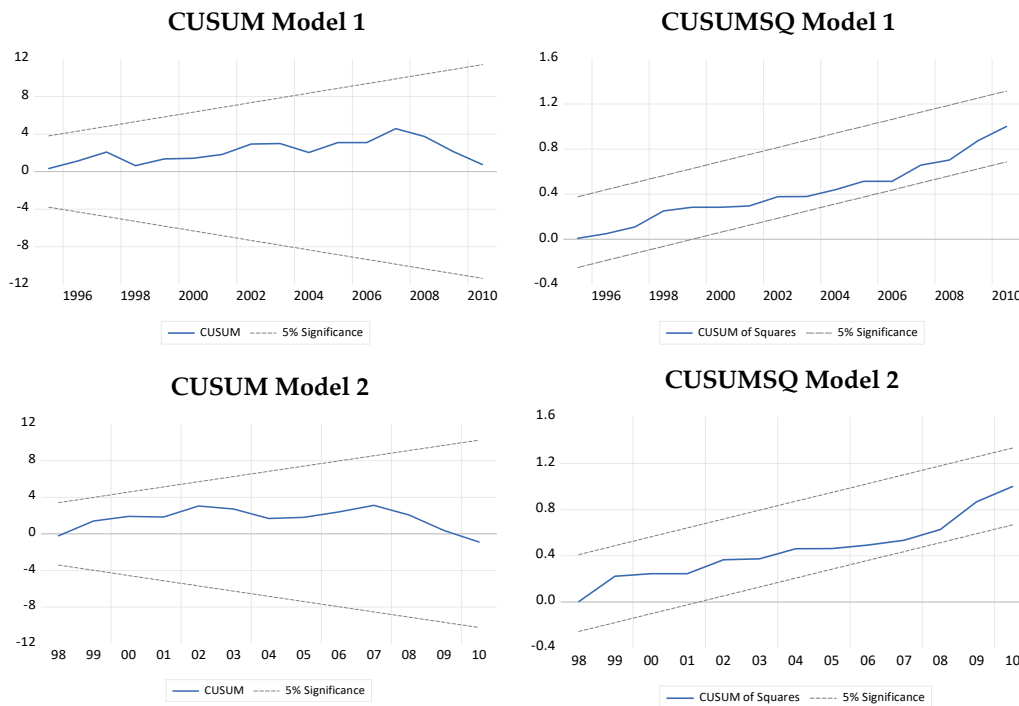 CUSUM Model 1
12
8
4
0
-4
-8
-12
1996 1998 2000 2002 2004 2006 2008 2010
CUSUM 5% Significance
CUSUMSQ Model 1
1.6
1.2
0.8
0.4
0.0
-0.4
1996 1998 2000 2002 2004 2006 2008 2010
CUSUM of Squares 5% Significance
CUSUM Model 2
12
8
4
0
-4
-8
-12
98 99 00 01 02 03 04 05 06 07 08 09 10
CUSUM 5% Significance
CUSUMSQ Model 2
1.6
1.2
0.8
0.4
0.0
-0.4
98 99 00 01 02 03 04 05 06 07 08 09 10
CUSUM of Squares 5% Significance